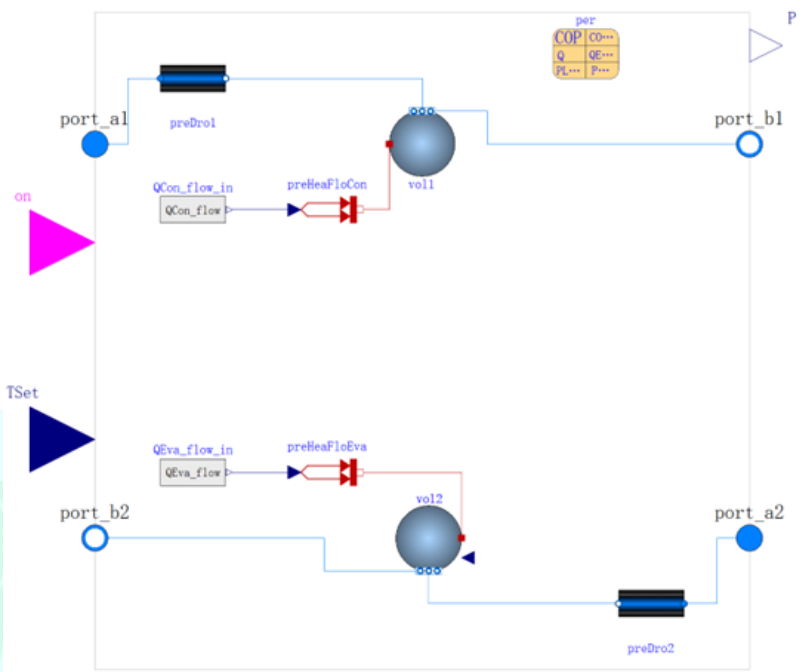 per
P
COP CO…
Q QE…
PL… P…
port_a1
preDro1
port_b1
vol1
on
QCon_flow_in
preHeaFloCon
QCon_flow
TSet
QEva_flow_in
preHeaFloEva
QEva_flow
vol2
port_b2
port_a2
preDro2